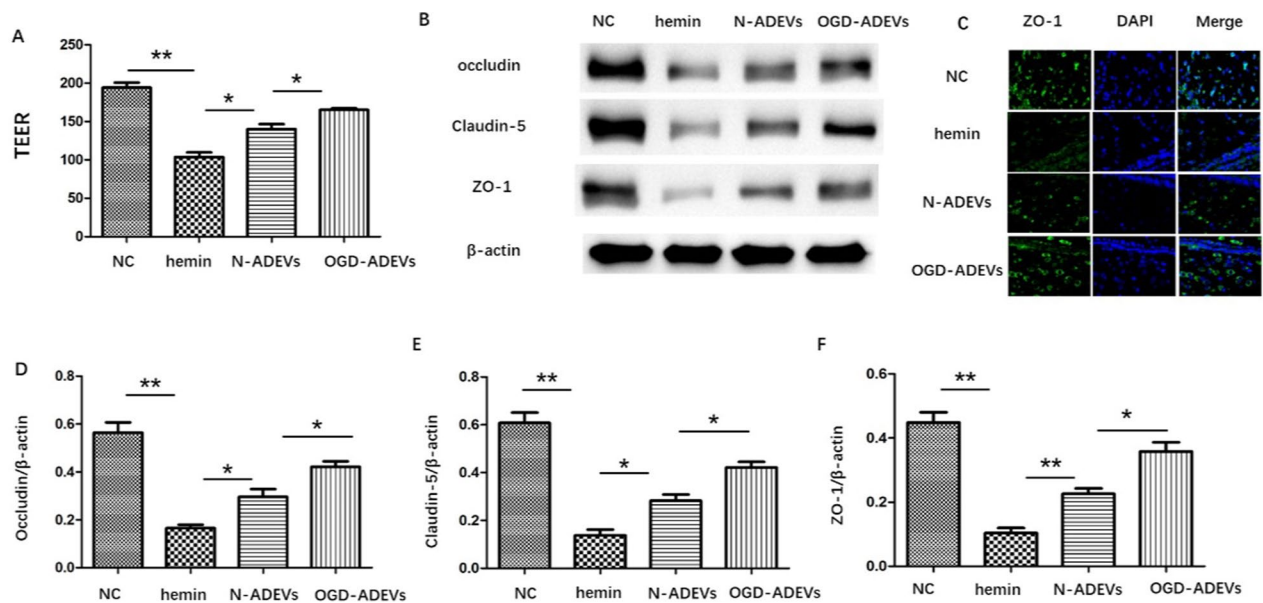 A
TEER
250
200
150
100
50
0
**
*
*
NC hemin N-ADEVs OGD-ADEVs
B
NC hemin N-ADEVs OGD-ADEVs
occludin
Claudin-5
ZO-1
β-actin
C
ZO-1 DAPI Merge
NC
hemin
N-ADEVs
OGD-ADEVs
D
Occludin/β-actin
0.8
0.6
0.4
0.2
0.0
**
*
*
NC hemin N-ADEVs OGD-ADEVs
E
Claudin-5/β-actin
0.8
0.6
0.4
0.2
0.0
**
*
*
NC hemin N-ADEVs OGD-ADEVs
F
ZO-1/β-actin
0.6
0.4
0.2
0.0
**
**
*
NC hemin N-ADEVs OGD-ADEVs